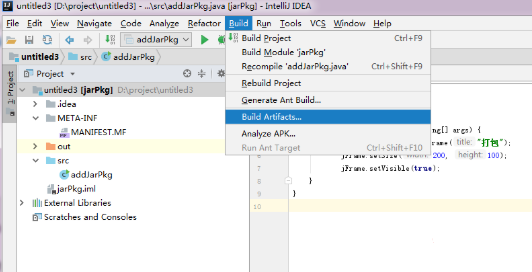 untitled3 [D:\project\untitled3] - ...\src\addJarPkg.java [jarPkg] - IntelliJ IDEA
File Edit View Navigate Code Analyze Refactor Build Run Tools VCS Window Help
addJarPkg
untitled3 src addJarPkg
Project
untitled3 [jarPkg] D:\project\untitled3
.idea
META-INF
MANIFEST.MF
out
src
addJarPkg
jarPkg.iml
External Libraries
Scratches and Consoles
Build Project Ctrl+F9
Build Module 'jarPkg'
Recompile 'addJarPkg.java' Ctrl+Shift+F9
Rebuild Project
Generate Ant Build...
Build Artifacts...
Analyze APK...
Run Ant Target Ctrl+Shift+F10
ng[] args) {
rame( title: "打包");
6 jFrame.setSize( width: 200, height: 100);
7 jFrame.setVisible(true);
8 }
9 }
10
1: Project